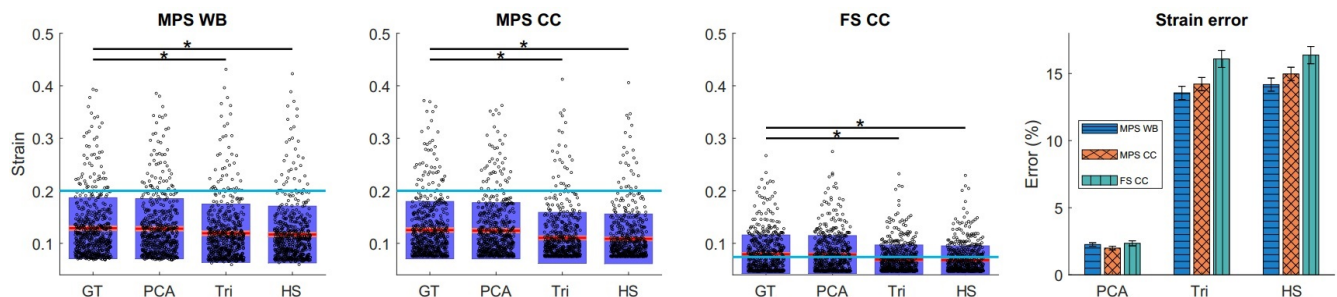 MPS WB
0.5
0.4
0.3
0.2
0.1
Strain
*
*
GT PCA Tri HS
MPS CC
0.5
0.4
0.3
0.2
0.1
*
*
GT PCA Tri HS
FS CC
0.5
0.4
0.3
0.2
0.1
*
*
GT PCA Tri HS
Strain error
15
10
5
0
Error (%)
MPS WB
MPS CC
FS CC
PCA Tri HS